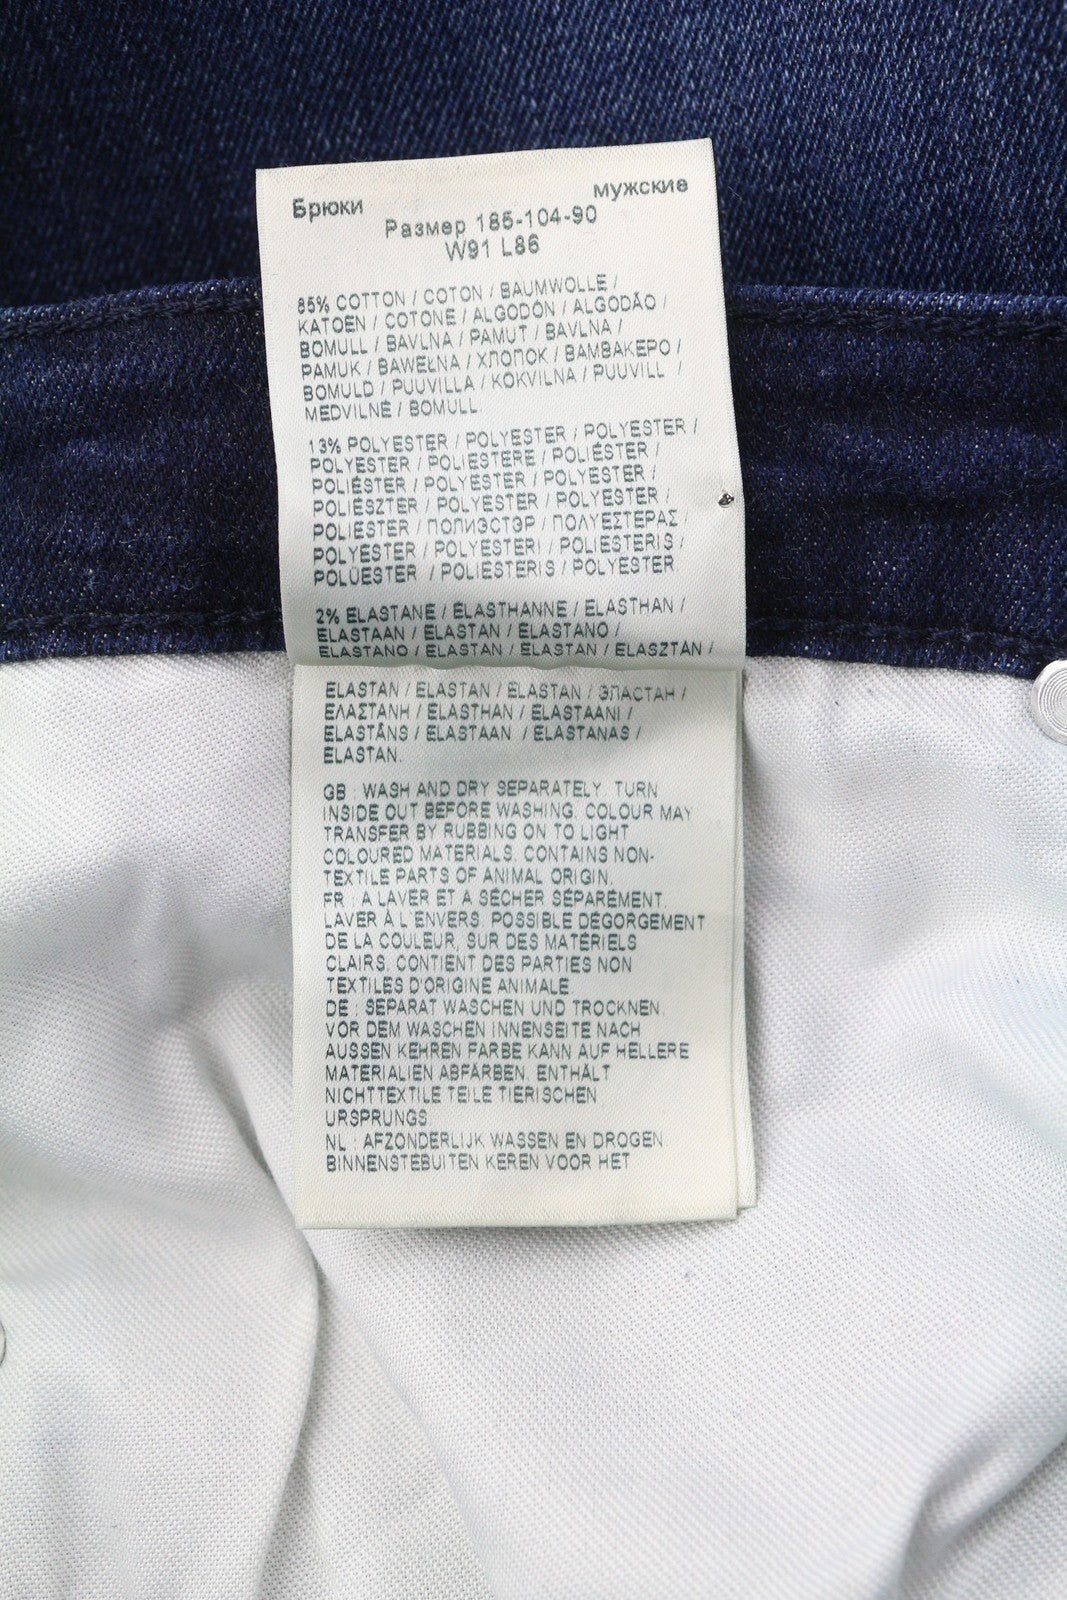 Брюки мужские
Размер 185-104-90
W91 L86
85% COTTON / COTON / BAUMWOLLE /
KATOEN / COTONE / ALGODÓN / ALGODÃO /
BOMULL / BAVLNA / PAMUT / BAVLNA /
PAMUK / BAWEŁNA / ХЛОПОК / ΒΑΜΒΑΚΕΡΟ /
BOMULD / PUUVILLA / KOKVILNA / PUUVILL /
MEDVILNĖ / BOMULL.
13% POLYESTER / POLYESTER / POLYESTER /
POLYESTER / POLIESTERE / POLIÉSTER /
POLIÉSTER / POLYESTER / POLYESTER /
POLIÉSZTER / POLYESTER / POLYESTER /
POLIESTER / ПОЛИЭСТЭР / ΠΟΛΥΕΣΤΕΡΑΣ /
POLYESTER / POLYESTERI / POLIESTERIS /
POLÜESTER / POLIESTERIS / POLYESTER
2% ELASTANE / ÉLASTHANNE / ELASTHAN /
ELASTAAN / ELASTAN / ELASTANO /
ELASTANO / ELASTAN / ELASTAN / ELASZTÁN /
ELASTAN / ELASTAN / ELASTAN / ЭЛАСТАН /
ΕΛΑΣΤΑΝΗ / ELASTHAN / ELASTAANI /
ELASTĀNS / ELASTAAN / ELASTANAS /
ELASTAN.
GB : WASH AND DRY SEPARATELY. TURN
INSIDE OUT BEFORE WASHING. COLOUR MAY
TRANSFER BY RUBBING ON TO LIGHT
COLOURED MATERIALS. CONTAINS NON-
TEXTILE PARTS OF ANIMAL ORIGIN.
FR : A LAVER ET A SÉCHER SÉPARÉMENT.
LAVER À L'ENVERS. POSSIBLE DÉGORGEMENT
DE LA COULEUR, SUR DES MATÉRIELS
CLAIRS. CONTIENT DES PARTIES NON
TEXTILES D'ORIGINE ANIMALE
DE : SEPARAT WASCHEN UND TROCKNEN.
VOR DEM WASCHEN INNENSEITE NACH
AUSSEN KEHREN FARBE KANN AUF HELLERE
MATERIALIEN ABFÄRBEN. ENTHÄLT
NICHTTEXTILE TEILE TIERISCHEN
URSPRUNGS
NL : AFZONDERLIJK WASSEN EN DROGEN
BINNENSTEBUITEN KEREN VOOR HET